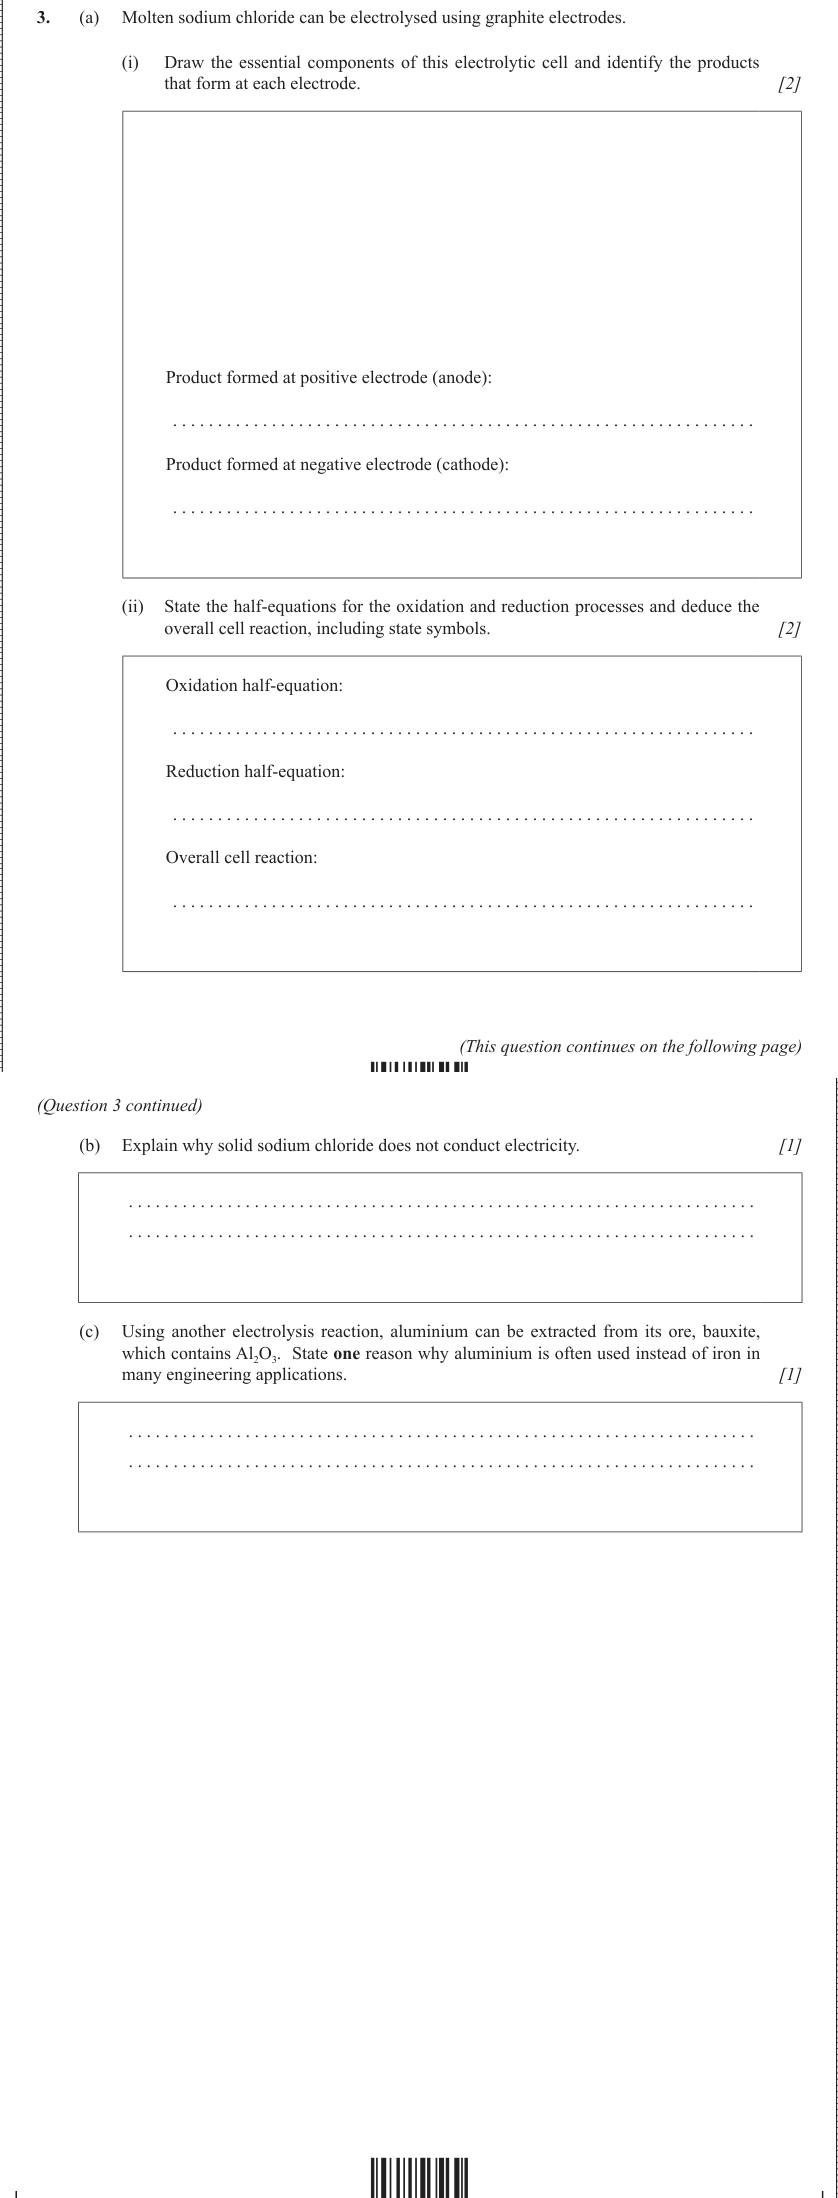 3. (a) Molten sodium chloride can be electrolysed using graphite electrodes.
(i) Draw the essential components of this electrolytic cell and identify the products
that form at each electrode. [2]
Product formed at positive electrode (anode):
Product formed at negative electrode (cathode):
(ii) State the half-equations for the oxidation and reduction processes and deduce the
overall cell reaction, including state symbols. [2]
Oxidation half-equation:
Reduction half-equation:
Overall cell reaction:
(This question continues on the following page)
(Question 3 continued)
(b) Explain why solid sodium chloride does not conduct electricity. [1]
(c) Using another electrolysis reaction, aluminium can be extracted from its ore, bauxite,
which contains Al₂O₃. State one reason why aluminium is often used instead of iron in
many engineering applications. [1]